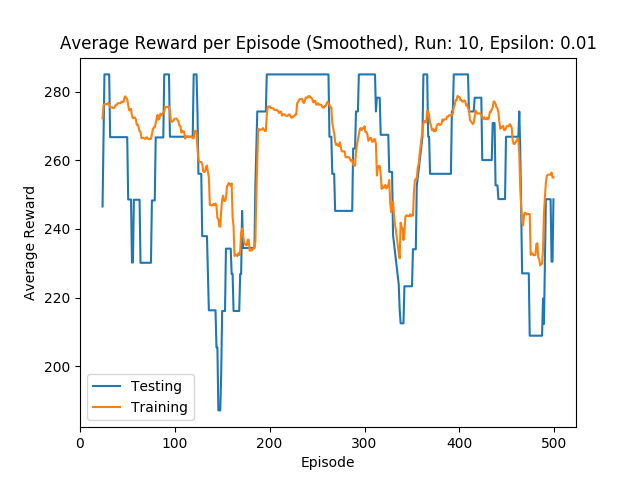 Average Reward per Episode (Smoothed), Run: 10, Epsilon: 0.01
280
260
240
220
200
Average Reward
Testing
Training
0 100 200 300 400 500
Episode